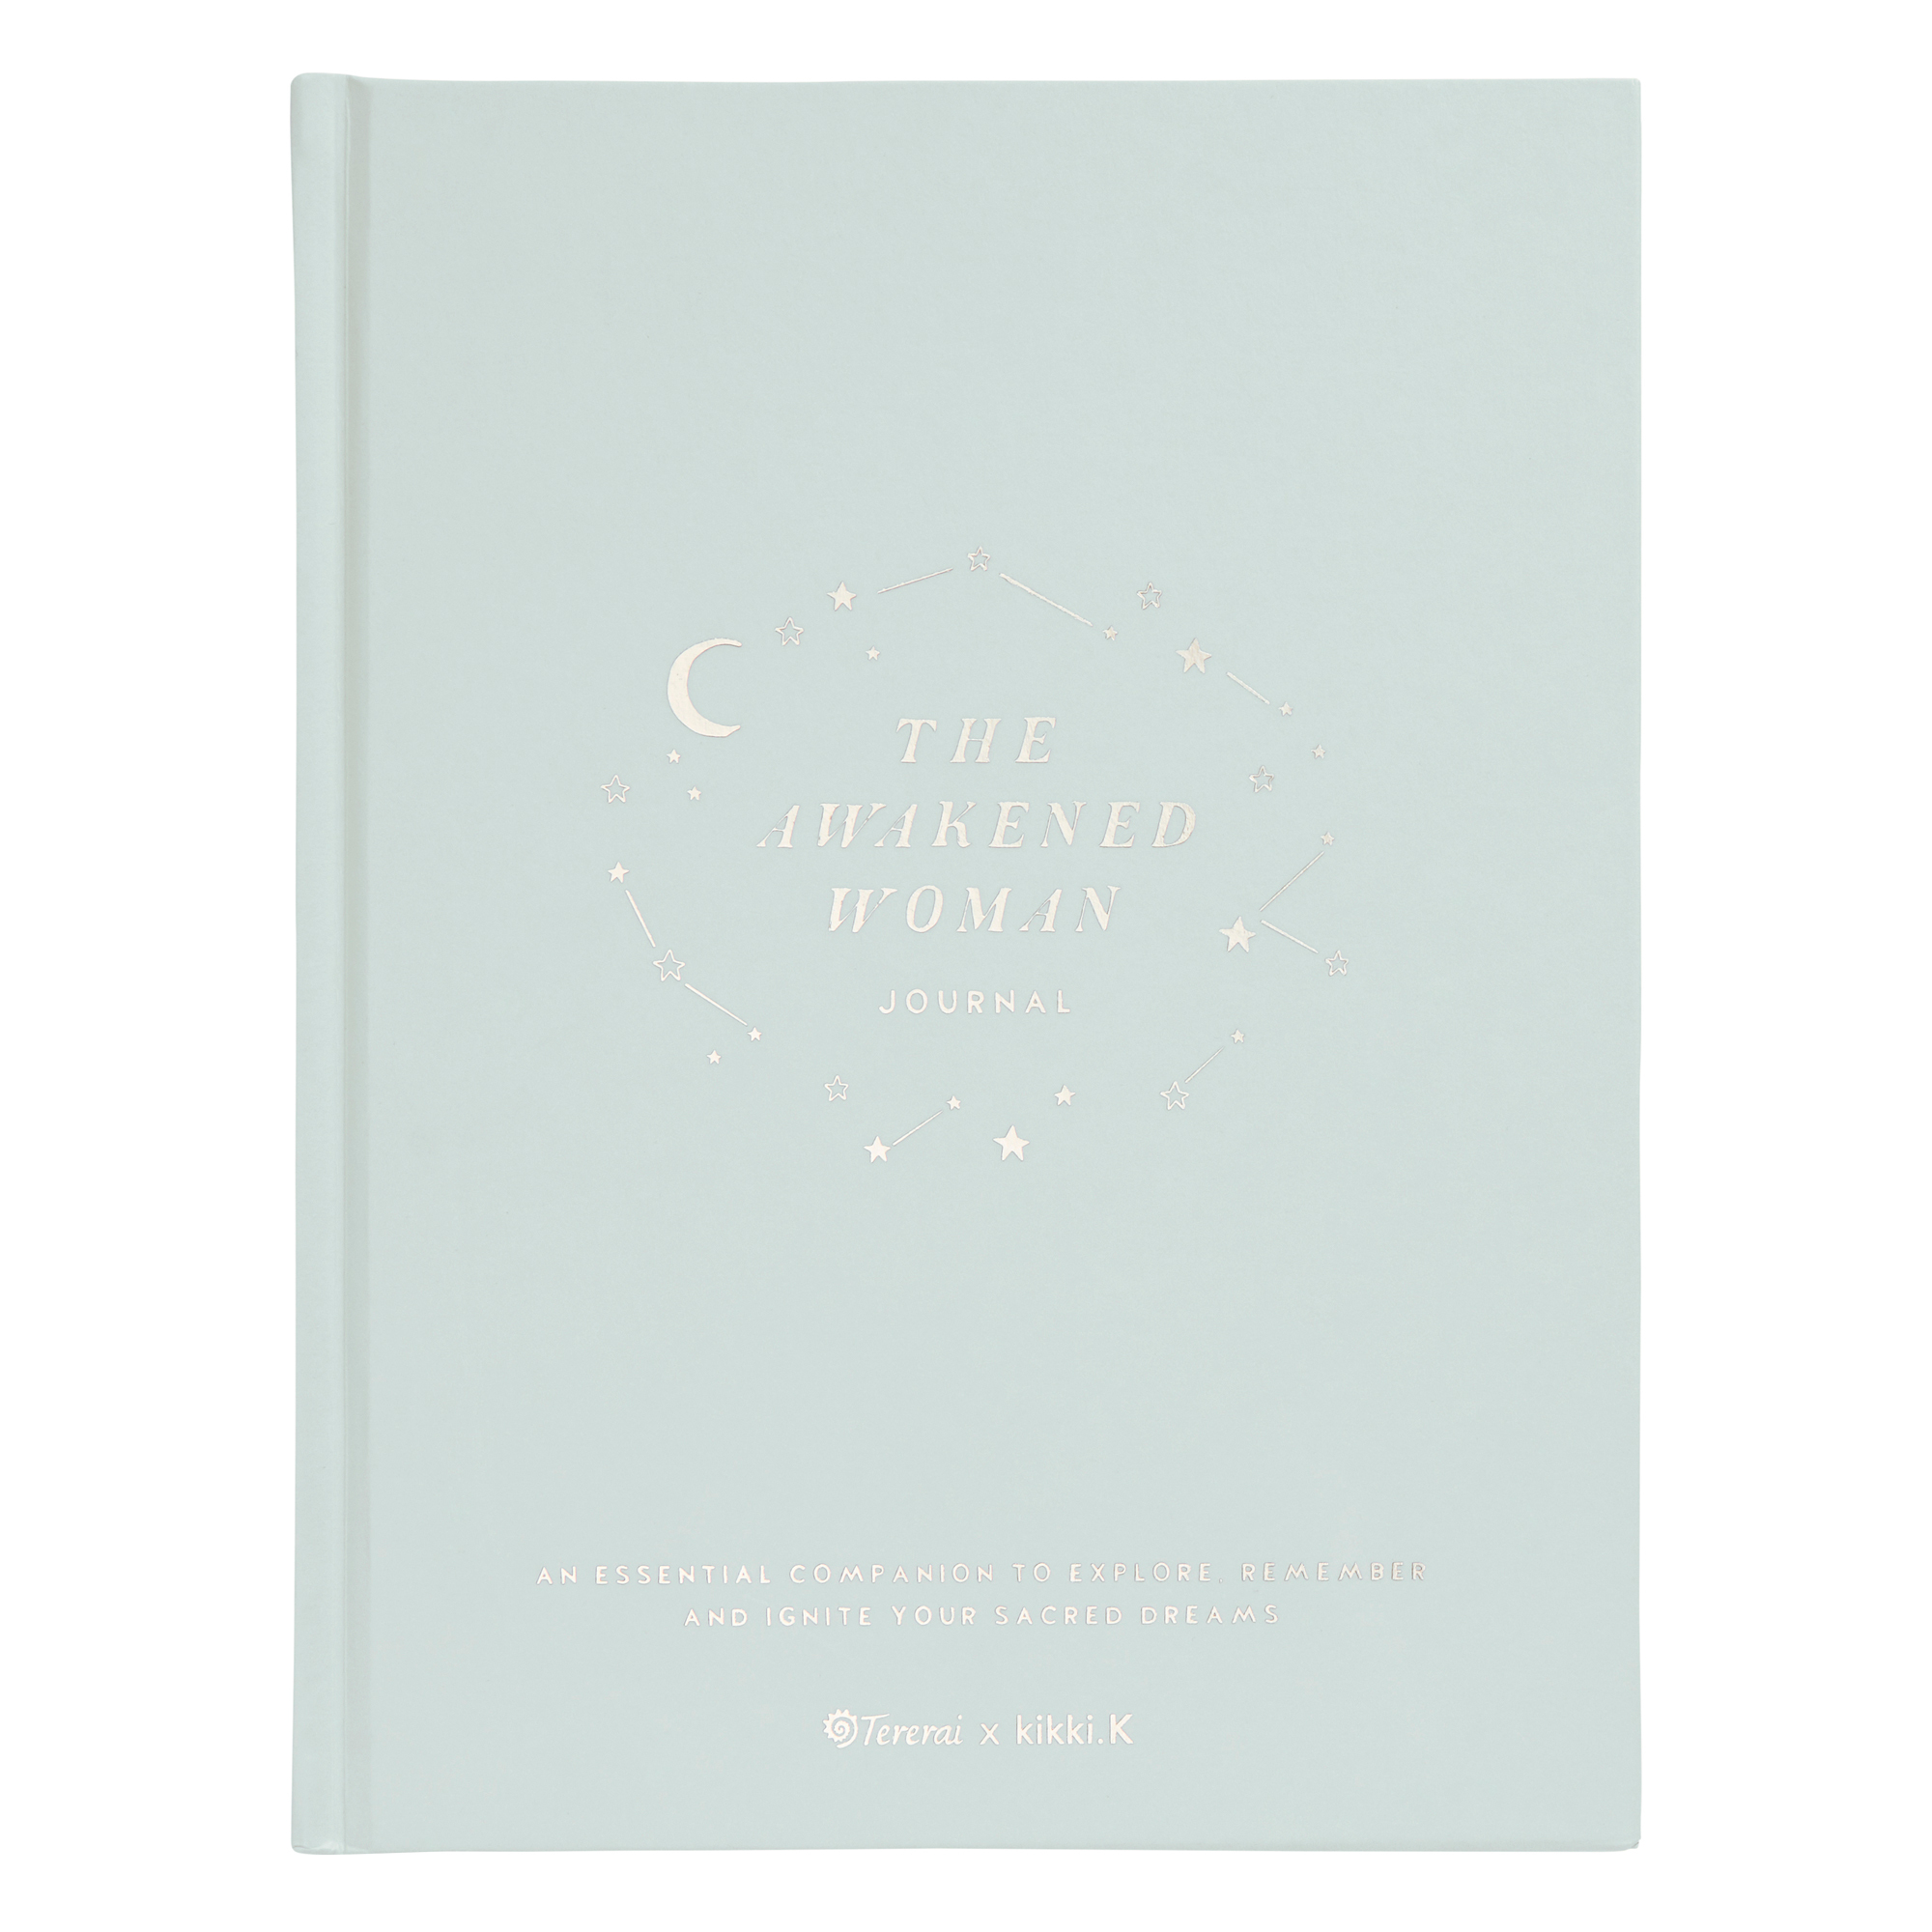 THE
AWAKENED
WOMAN
JOURNAL
AN ESSENTIAL COMPANION TO EXPLORE, REMEMBER
AND IGNITE YOUR SACRED DREAMS
Tererai x kikki.K